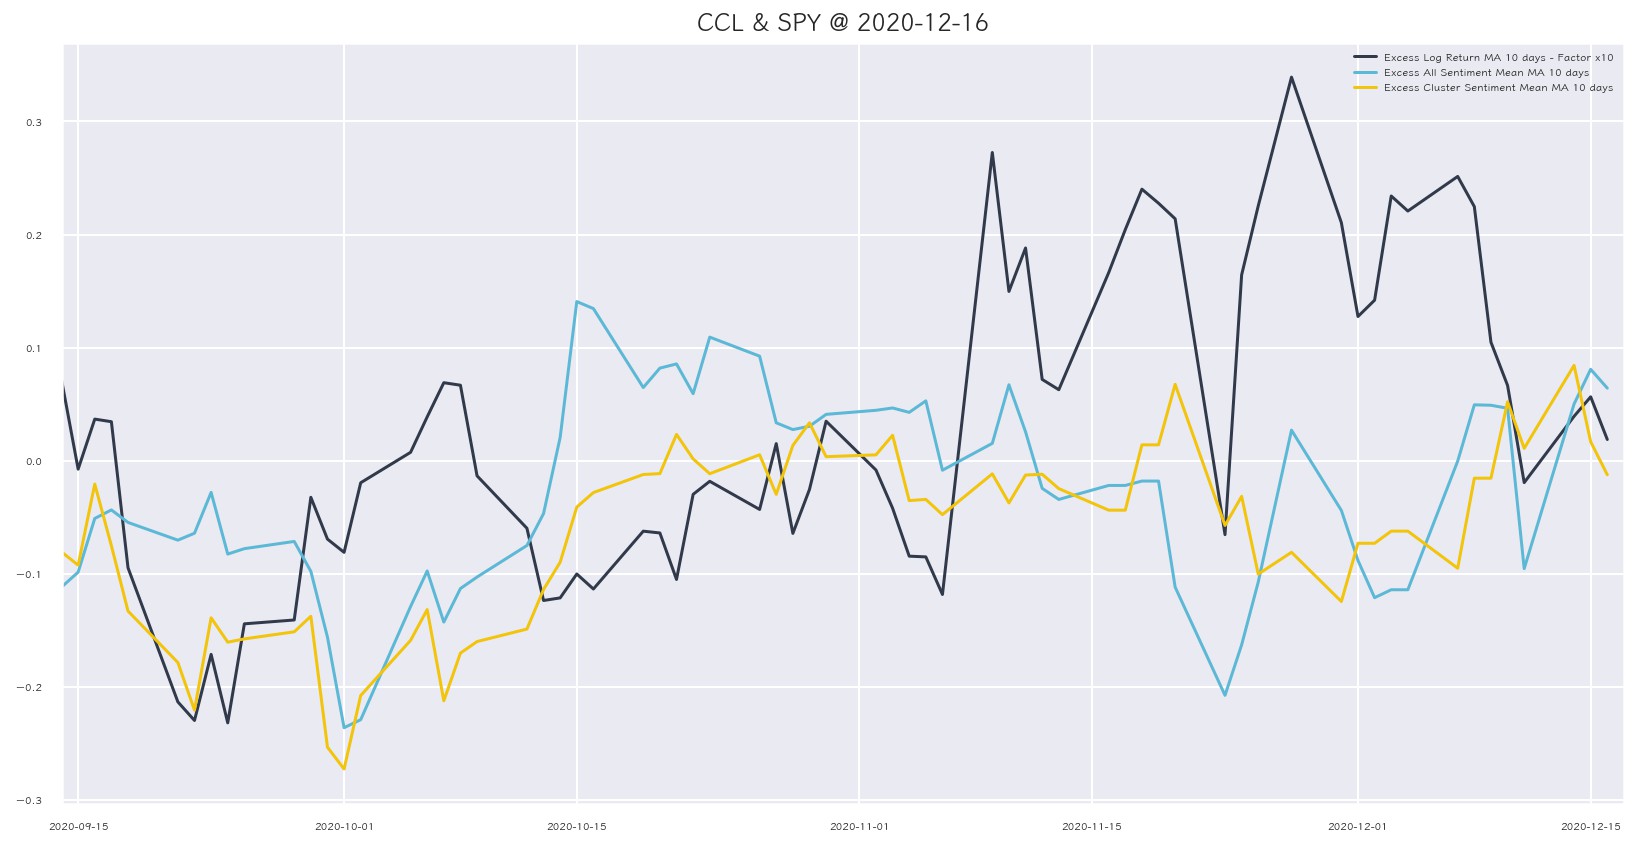 CCL & SPY @ 2020-12-16
Excess Log Return MA 10 days - Factor x10
Excess All Sentiment Mean MA 10 days
Excess Cluster Sentiment Mean MA 10 days
0.3
0.2
0.1
0.0
−0.1
−0.2
−0.3
2020-09-15 2020-10-01 2020-10-15 2020-11-01 2020-11-15 2020-12-01 2020-12-15